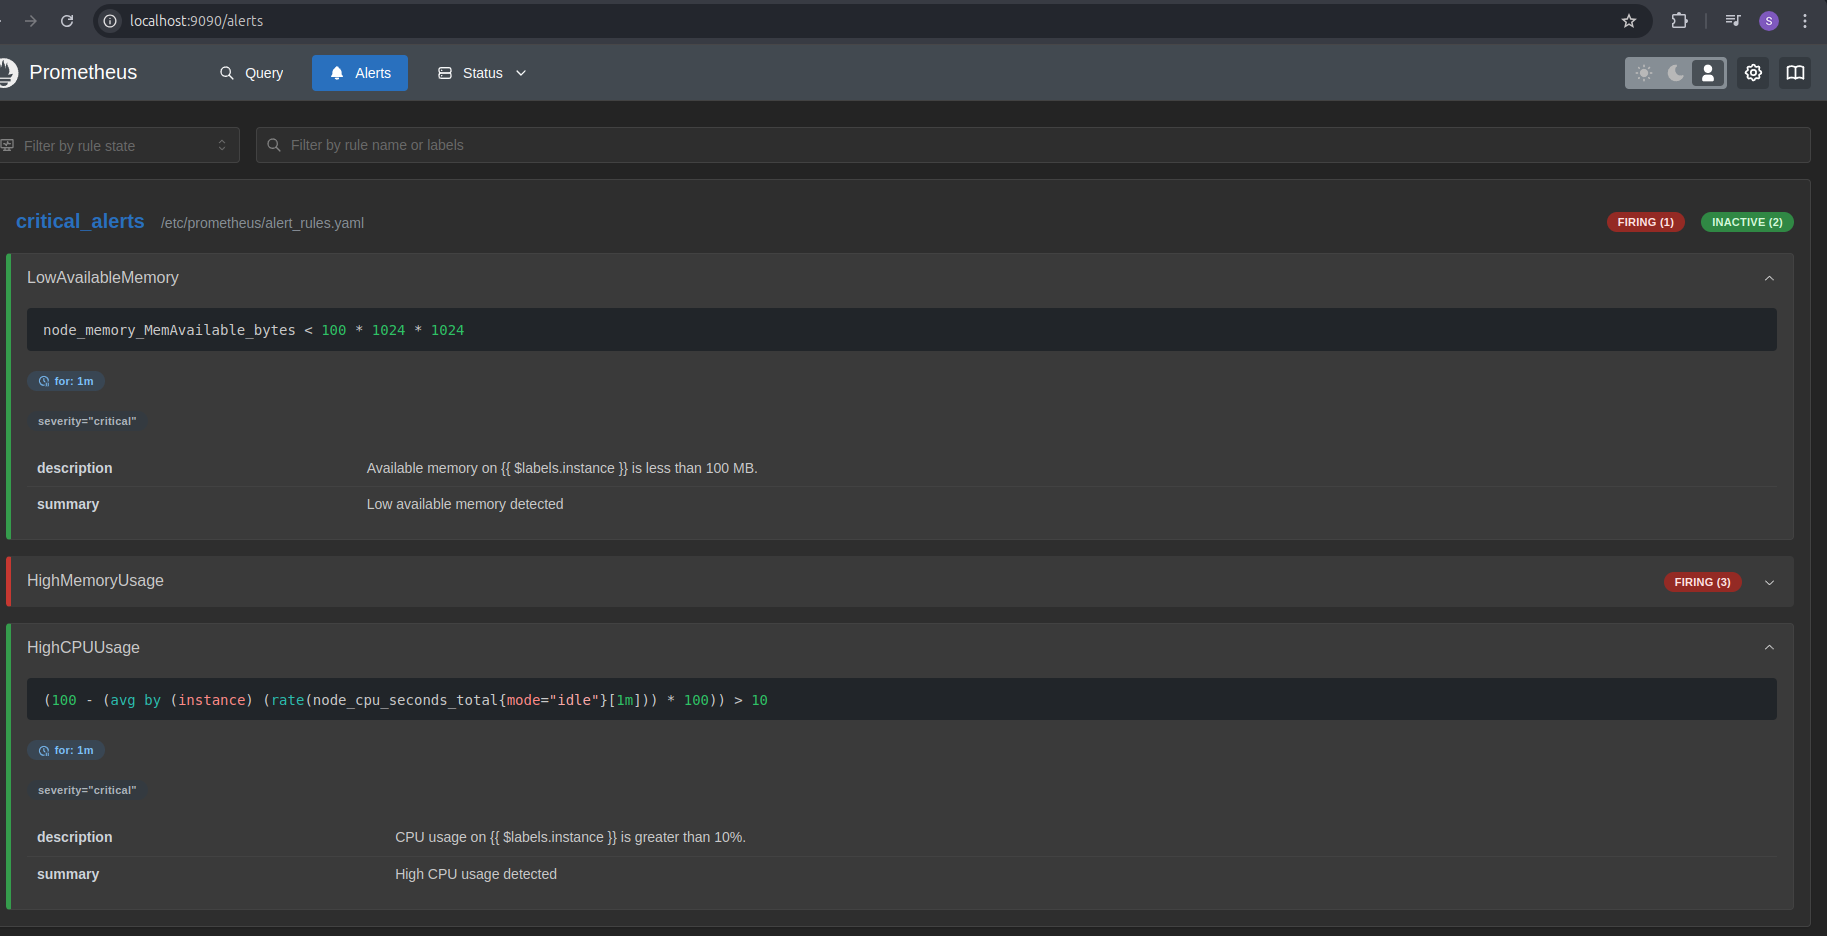 localhost:9090/alerts
S
Prometheus
Query
Alerts
Status
Filter by rule state
Filter by rule name or labels
critical_alerts /etc/prometheus/alert_rules.yaml
FIRING (1) INACTIVE (2)
LowAvailableMemory
node_memory_MemAvailable_bytes < 100 * 1024 * 1024
for: 1m
severity="critical"
description Available memory on {{ $labels.instance }} is less than 100 MB.
summary Low available memory detected
HighMemoryUsage FIRING (3)
HighCPUUsage
(100 - (avg by (instance) (rate(node_cpu_seconds_total{mode="idle"}[1m])) * 100)) > 10
for: 1m
severity="critical"
description CPU usage on {{ $labels.instance }} is greater than 10%.
summary High CPU usage detected